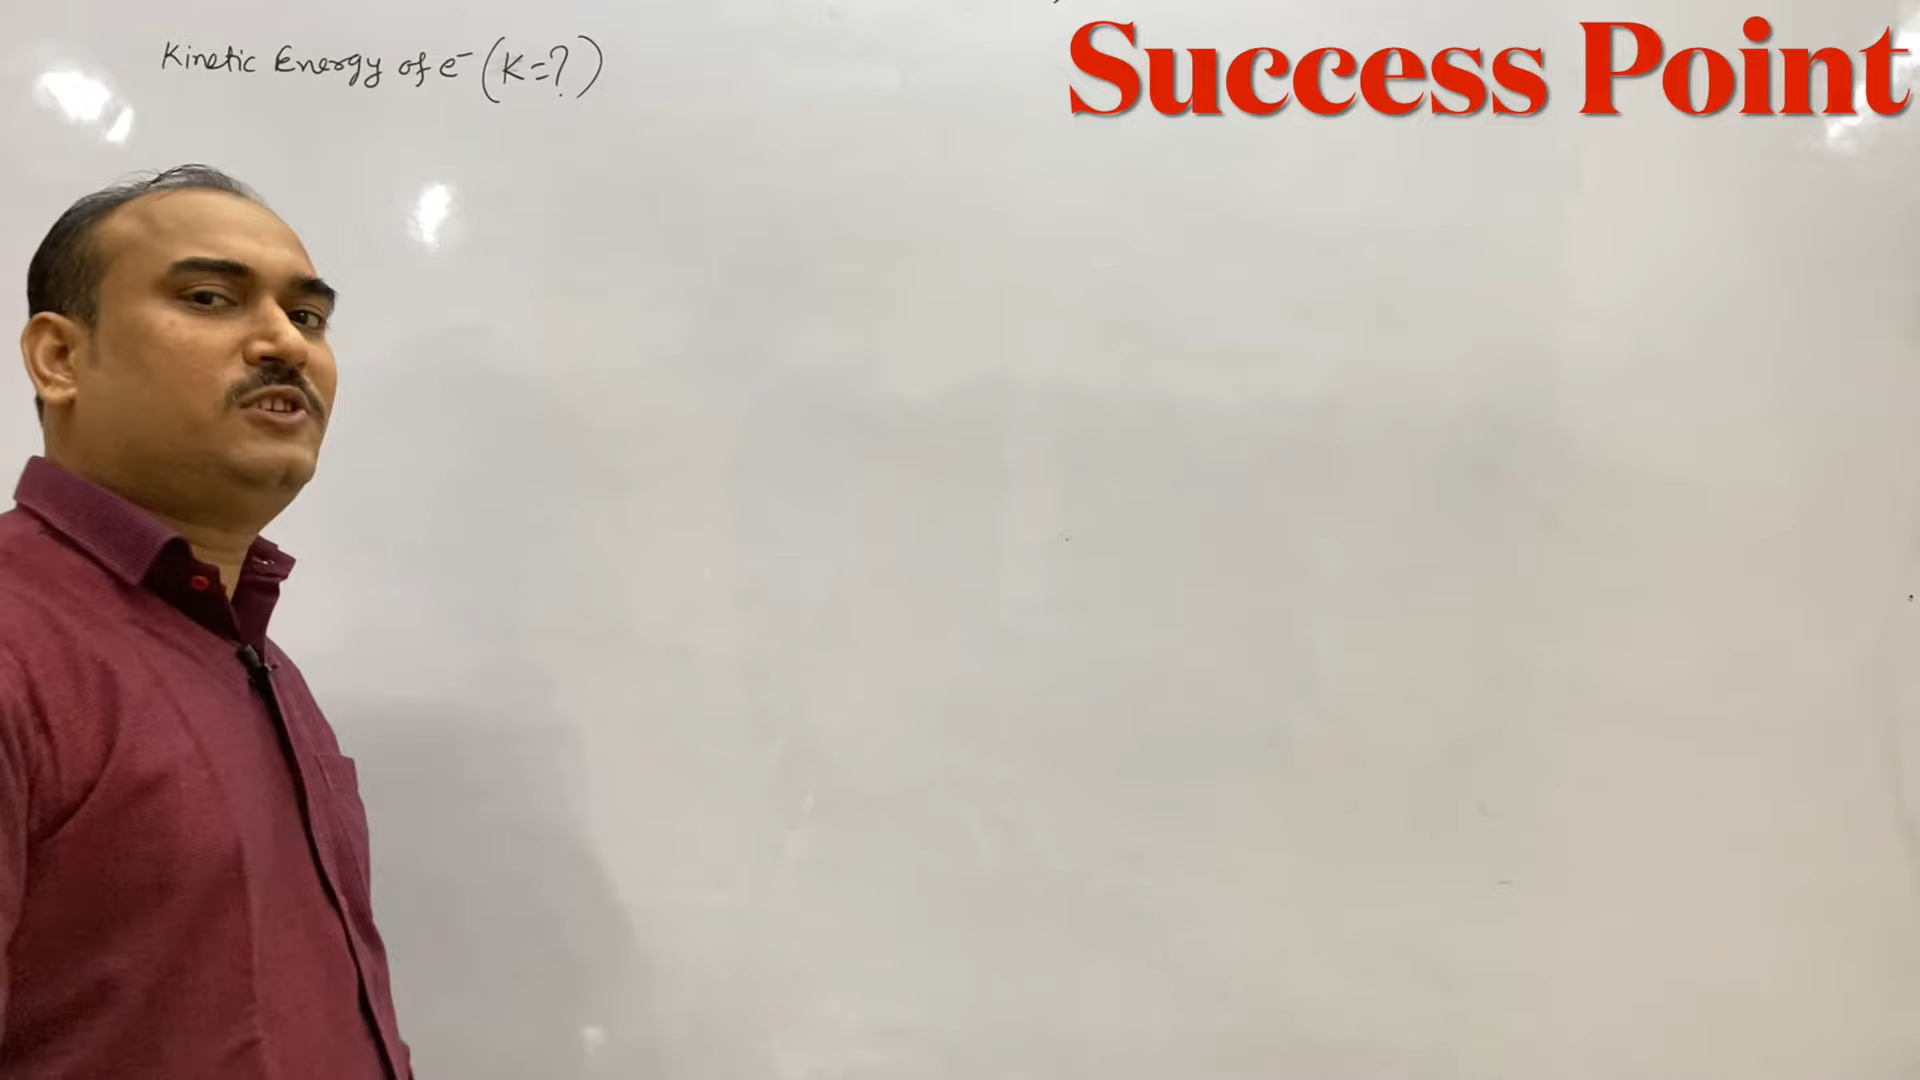 Kinetic Energy of e⁻ (K=?)
Success Point